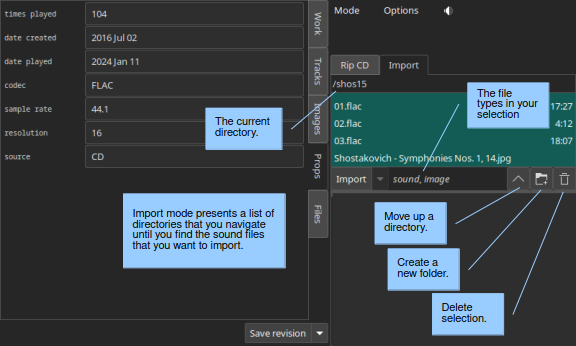 times played 104
date created 2016 Jul 02
date played 2024 Jan 11
codec FLAC
sample rate 44.1
resolution 16
source CD
Work
Tracks
Images
Props
Files
Save revision
Mode Options
Rip CD Import
/shos15
01.flac 17:27
02.flac 4:12
03.flac 18:07
Shostakovich - Symphonies Nos. 1, 14.jpg
Import sound, image
The current
directory.
The file
types in your
selection
Import mode presents a list of
directories that you navigate
until you find the sound files
that you want to import.
Move up a
directory.
Create a
new folder.
Delete
selection.